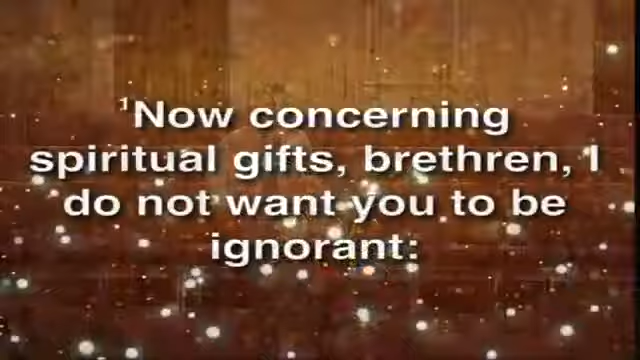 ¹Now concerning
spiritual gifts, brethren, I
do not want you to be
ignorant: